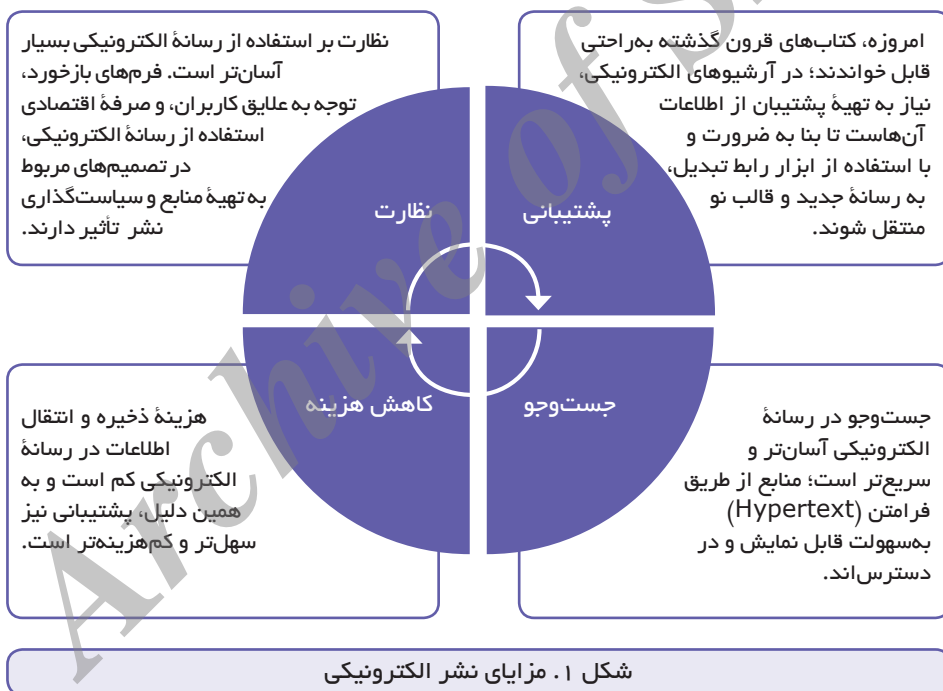 امروزه، کتاب‌های قرون گذشته به‌راحتی
قابل خواندند؛ در آرشیوهای الکترونیکی،
نیاز به تهیهٔ پشتیبان از اطلاعات
آن‌هاست تا بنا به ضرورت و
با استفاده از ابزار رابط تبدیل،
به رسانهٔ جدید و قالب نو
منتقل شوند.
نظارت بر استفاده از رسانهٔ الکترونیکی بسیار
آسان‌تر است. فرم‌های بازخورد،
توجه به علایق کاربران، و صرفهٔ اقتصادی
استفاده از رسانهٔ الکترونیکی،
در تصمیم‌های مربوط
به تهیهٔ منابع و سیاست‌گذاری
نشر تأثیر دارند.
پشتیبانی
نظارت
جست‌وجو
کاهش هزینه
جست‌وجو در رسانهٔ
الکترونیکی آسان‌تر و
سریع‌تر است؛ منابع از طریق
فرامتن (Hypertext)
به‌سهولت قابل نمایش و در
دسترس‌اند.
هزینهٔ ذخیره و انتقال
اطلاعات در رسانهٔ
الکترونیکی کم است و به
همین دلیل، پشتیبانی نیز
سهل‌تر و کم‌هزینه‌تر است.
شکل ۱. مزایای نشر الکترونیکی
Archive of